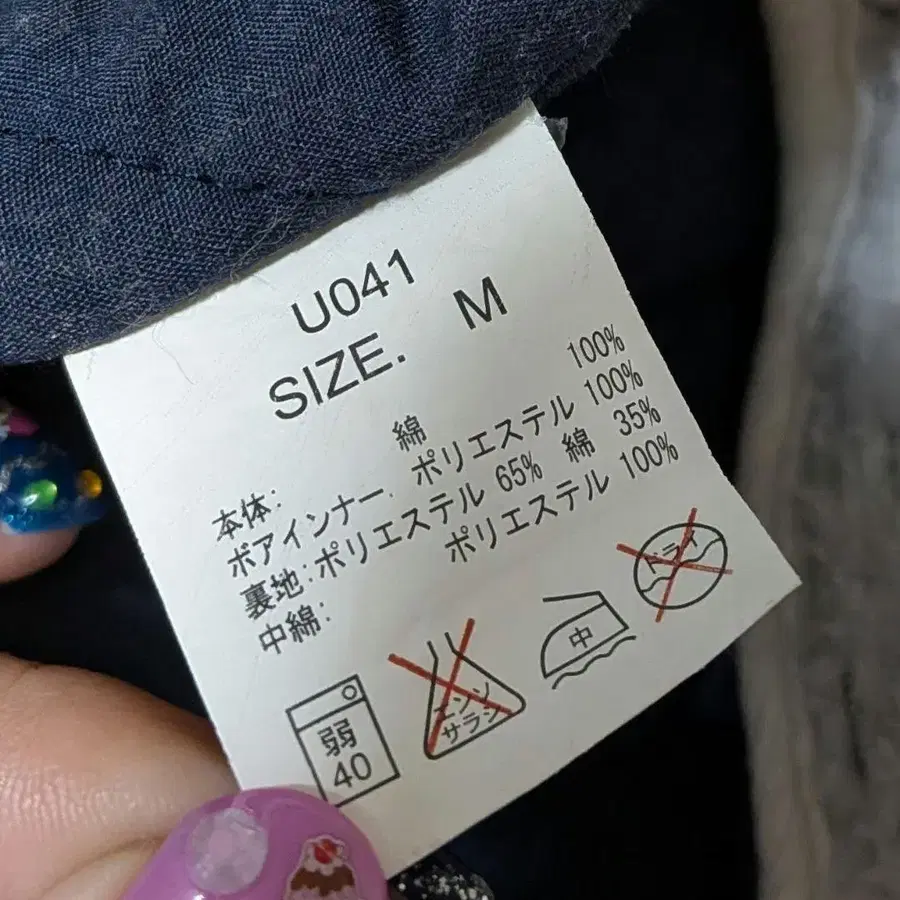 U041
SIZE. M
本体: 綿 100%
ボアインナー. ポリエステル 100%
裏地:ポリエステル 65% 綿 35%
中綿: ポリエステル 100%
弱
40
エンソ
サラシ
中
ドライ